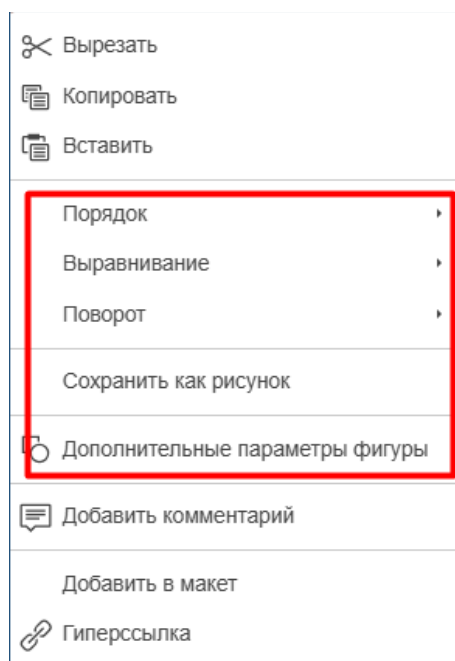 Вырезать
Копировать
Вставить
Порядок
Выравнивание
Поворот
Сохранить как рисунок
Дополнительные параметры фигуры
Добавить комментарий
Добавить в макет
Гиперссылка